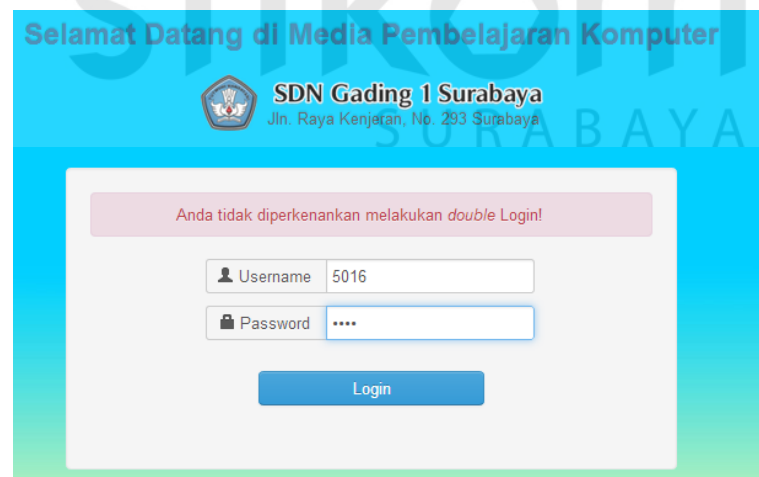 Selamat Datang di Media Pembelajaran Komputer
SDN Gading 1 Surabaya
Jln. Raya Kenjeran, No. 293 Surabaya
SURABAYA
Anda tidak diperkenankan melakukan double Login!
Username 5016
Password ••••
Login